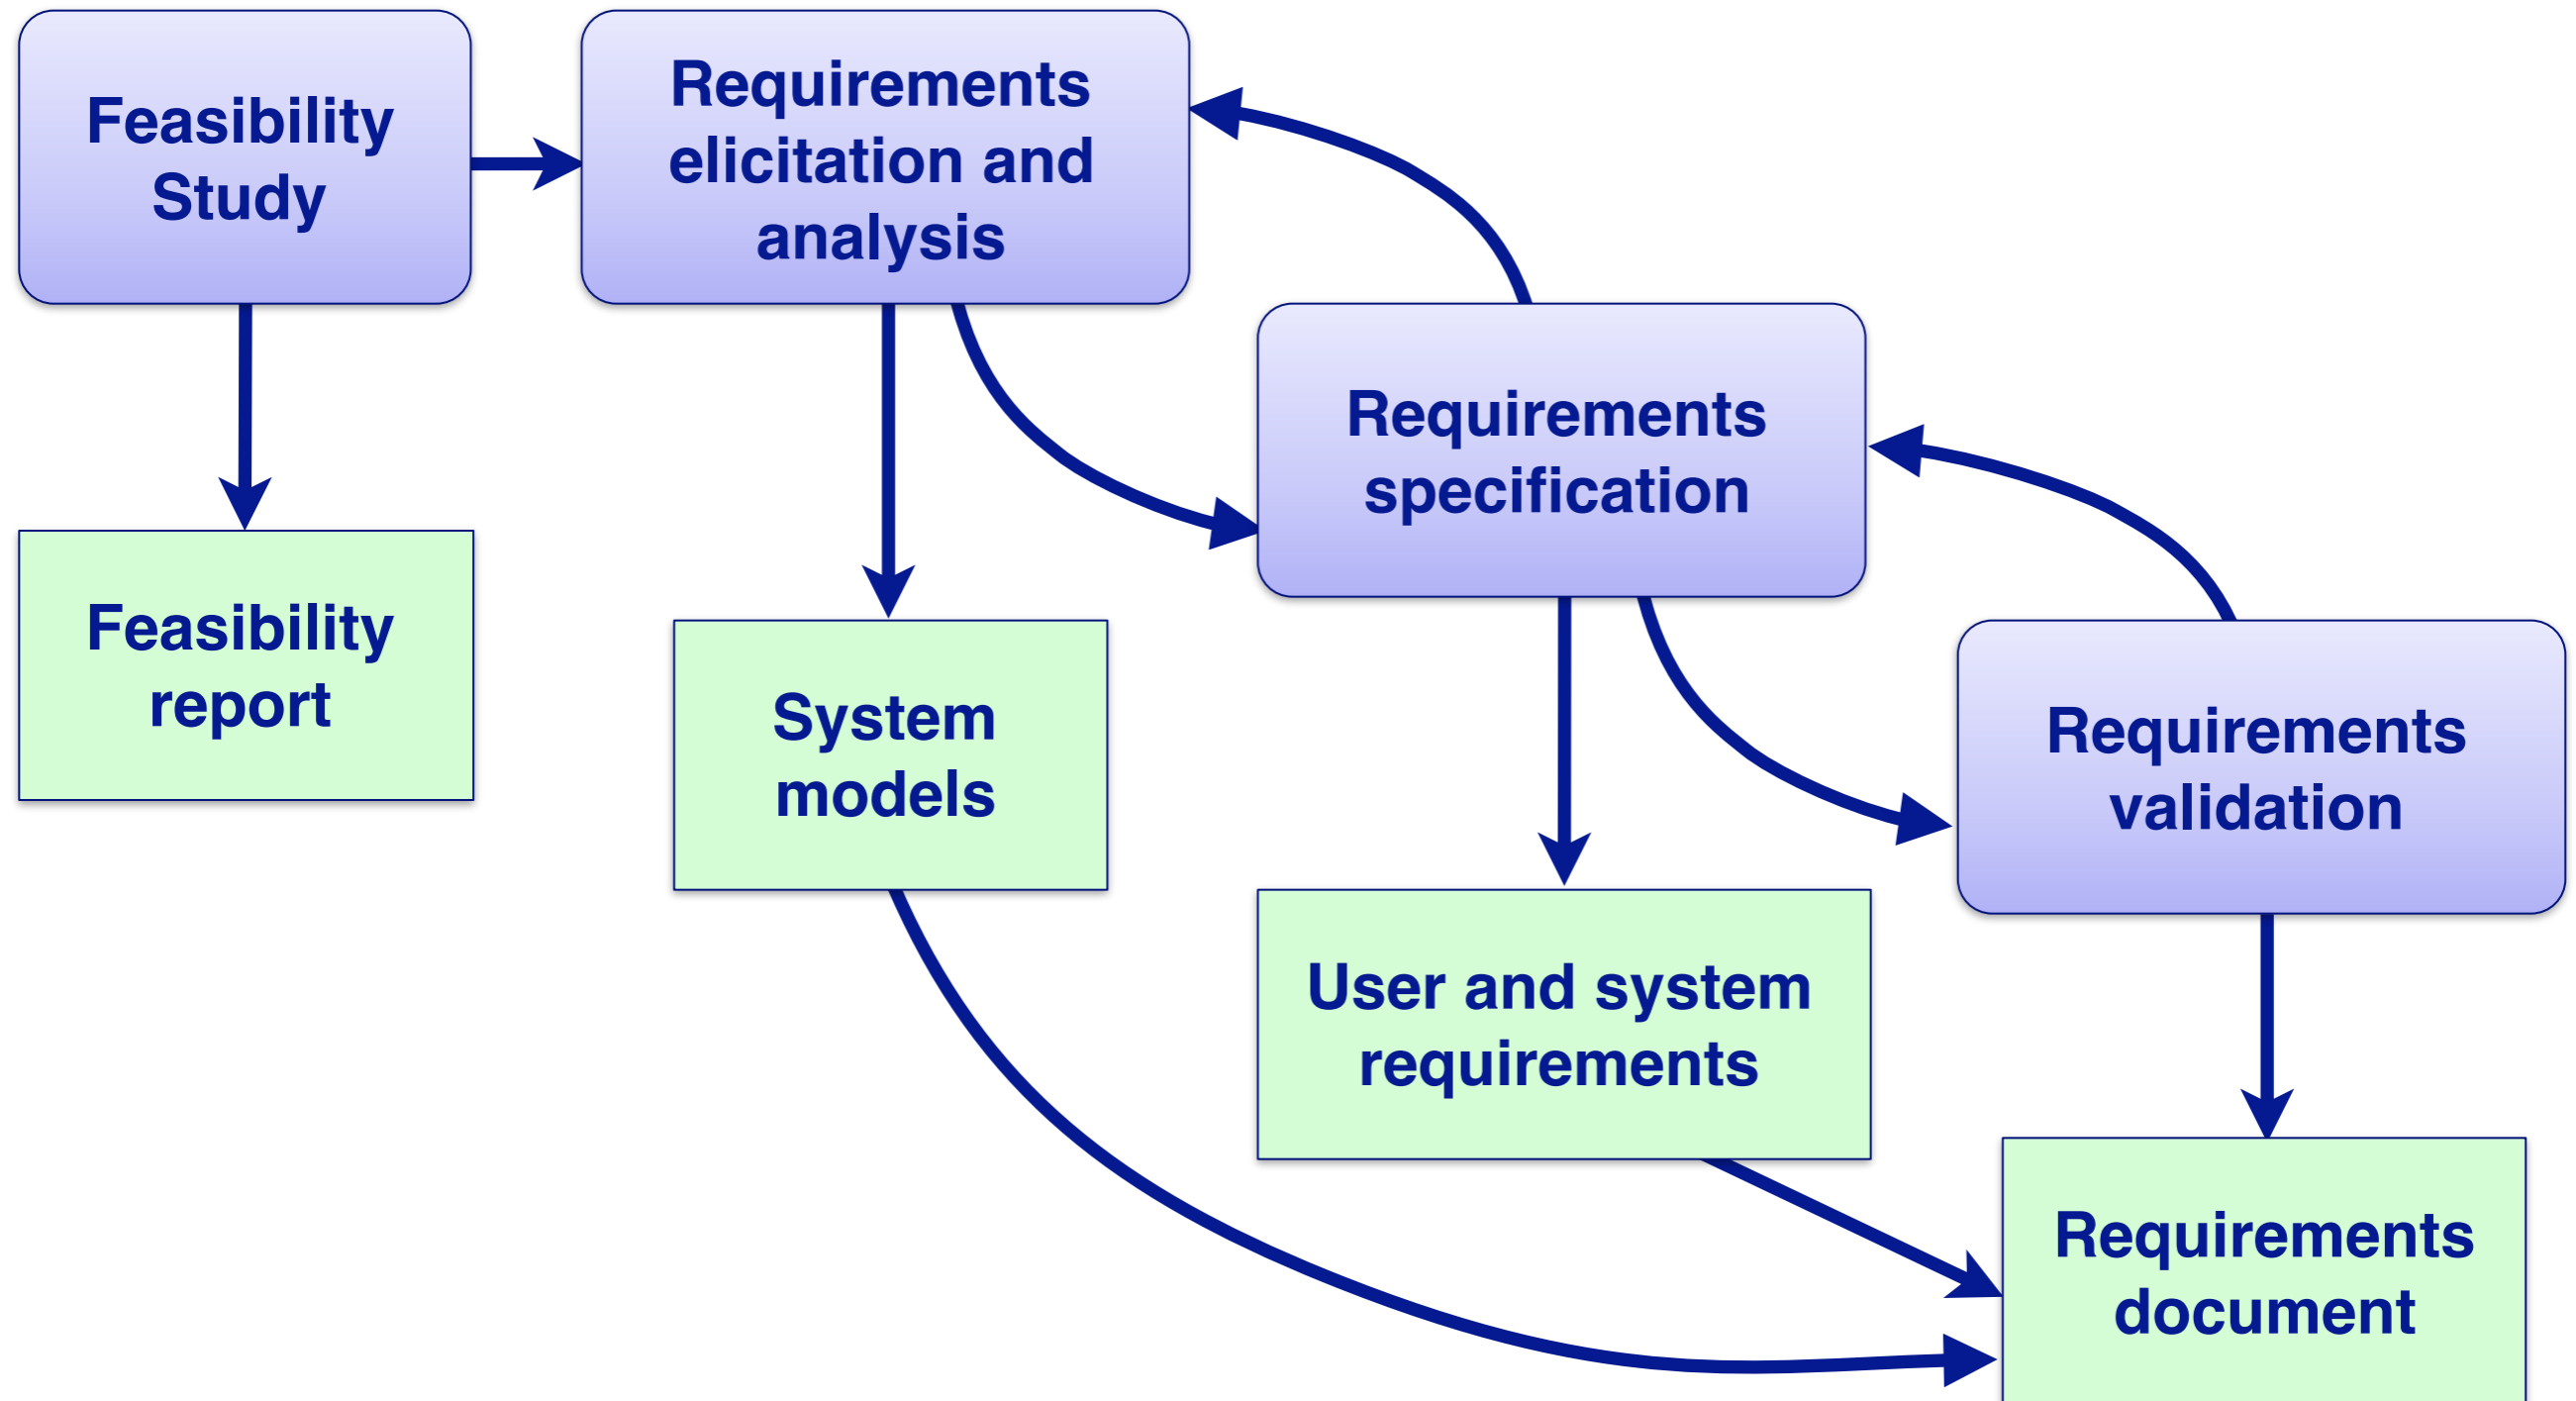 Feasibility
Study
Requirements
elicitation and
analysis
Requirements
specification
Requirements
validation
Feasibility
report
System
models
User and system
requirements
Requirements
document